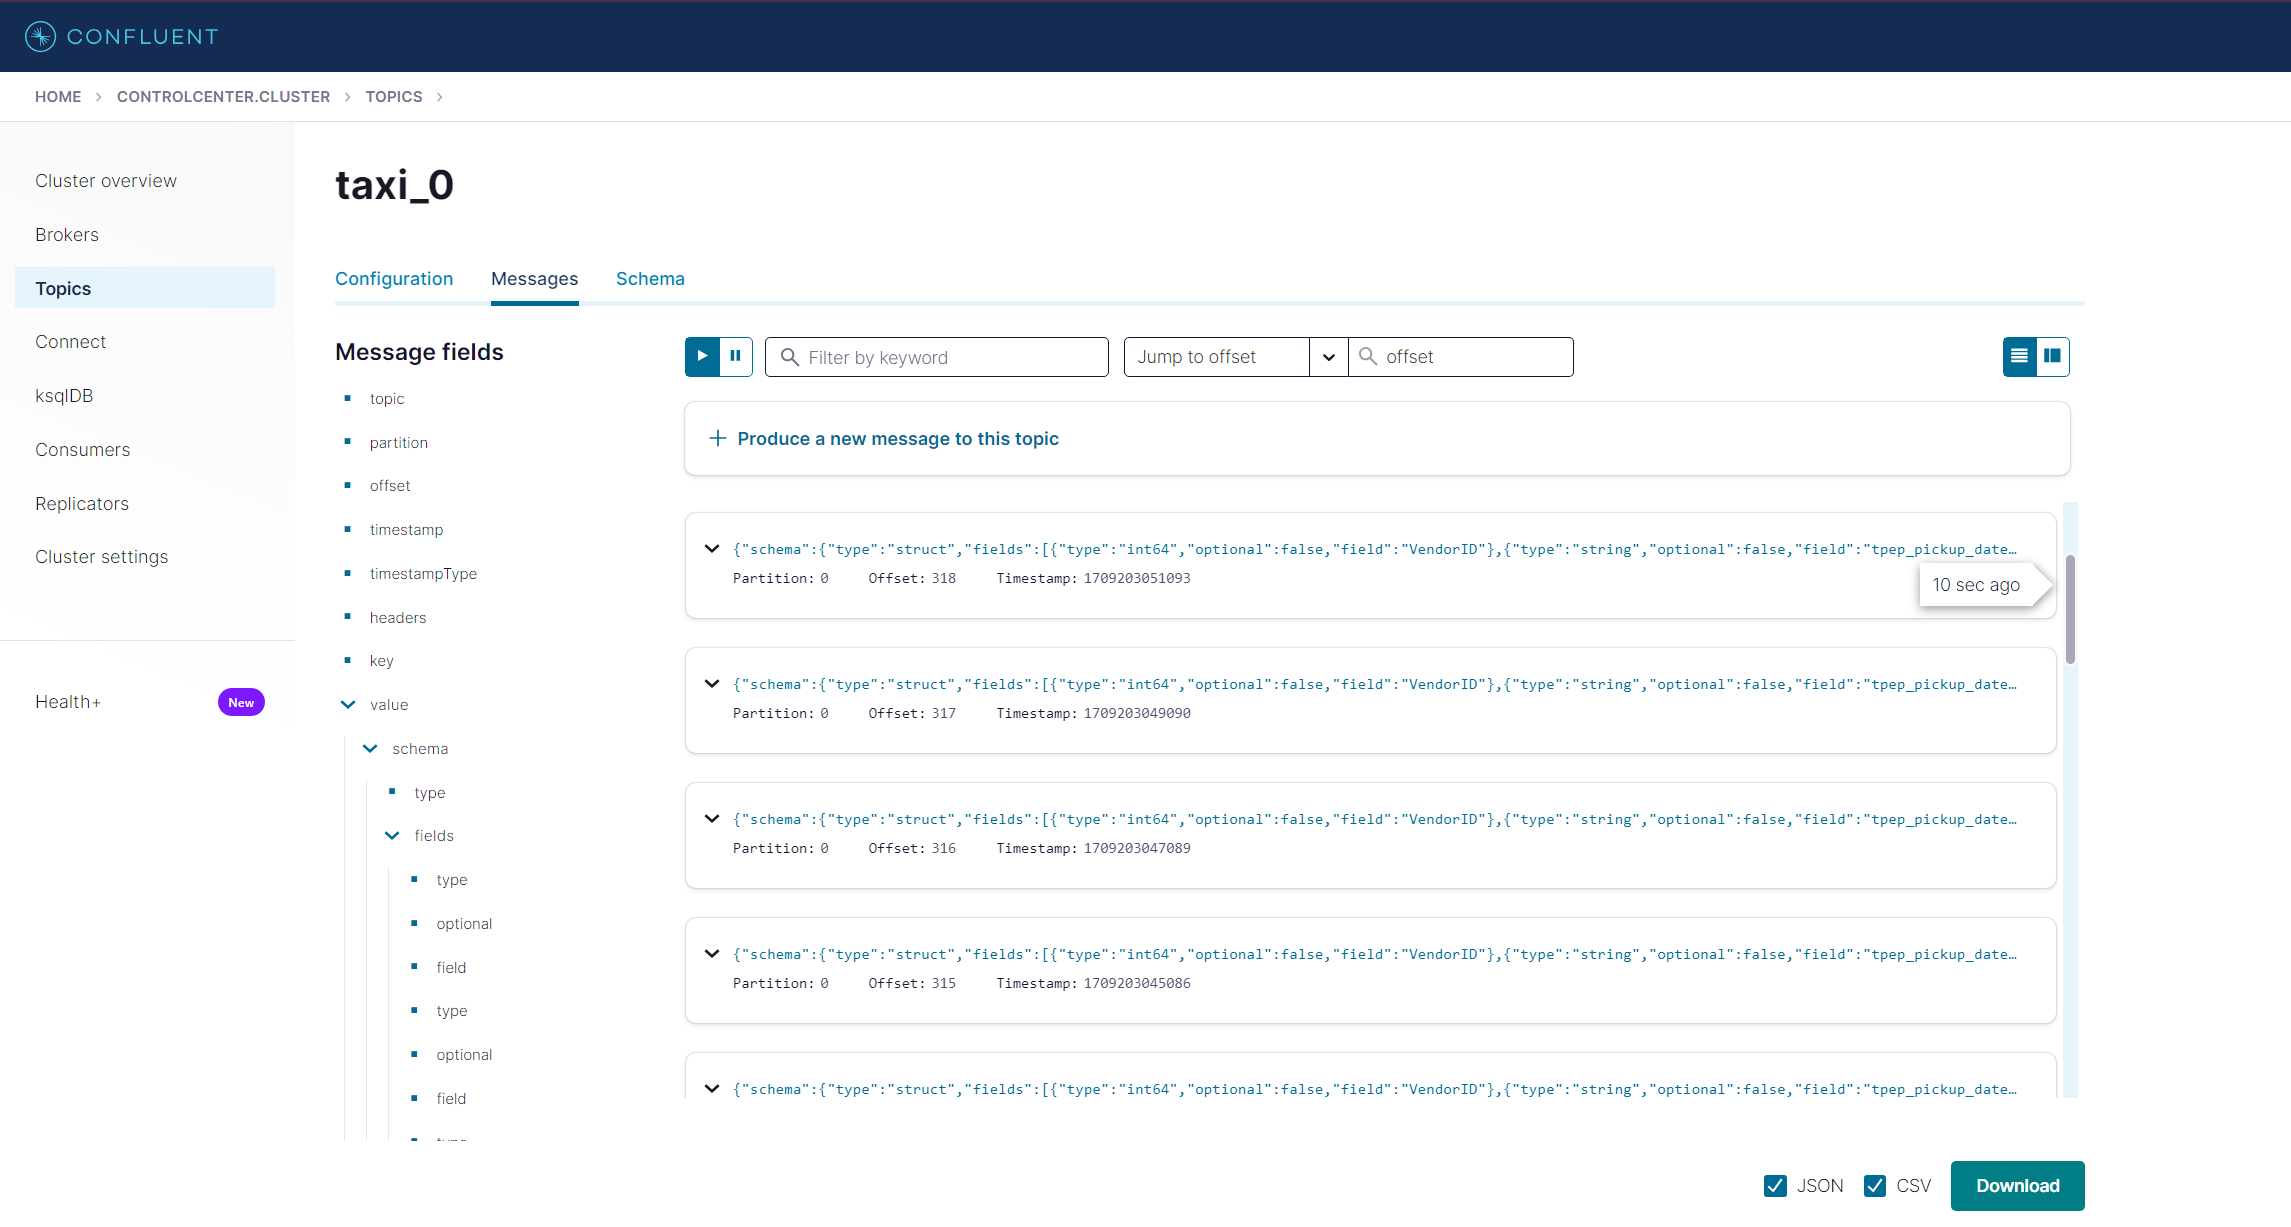 CONFLUENT
HOME > CONTROLCENTER.CLUSTER > TOPICS >
Cluster overview
Brokers
Topics
Connect
ksqlDB
Consumers
Replicators
Cluster settings
Health+ New
taxi_0
Configuration Messages Schema
Message fields
topic
partition
offset
timestamp
timestampType
headers
key
value
schema
type
fields
type
optional
field
type
optional
field
Filter by keyword
Jump to offset
offset
+ Produce a new message to this topic
{"schema":{"type":"struct","fields":[{"type":"int64","optional":false,"field":"VendorID"},{"type":"string","optional":false,"field":"tpep_pickup_date…
Partition: 0 Offset: 318 Timestamp: 1709203051093
10 sec ago
{"schema":{"type":"struct","fields":[{"type":"int64","optional":false,"field":"VendorID"},{"type":"string","optional":false,"field":"tpep_pickup_date…
Partition: 0 Offset: 317 Timestamp: 1709203049090
{"schema":{"type":"struct","fields":[{"type":"int64","optional":false,"field":"VendorID"},{"type":"string","optional":false,"field":"tpep_pickup_date…
Partition: 0 Offset: 316 Timestamp: 1709203047089
{"schema":{"type":"struct","fields":[{"type":"int64","optional":false,"field":"VendorID"},{"type":"string","optional":false,"field":"tpep_pickup_date…
Partition: 0 Offset: 315 Timestamp: 1709203045086
{"schema":{"type":"struct","fields":[{"type":"int64","optional":false,"field":"VendorID"},{"type":"string","optional":false,"field":"tpep_pickup_date…
JSON CSV Download